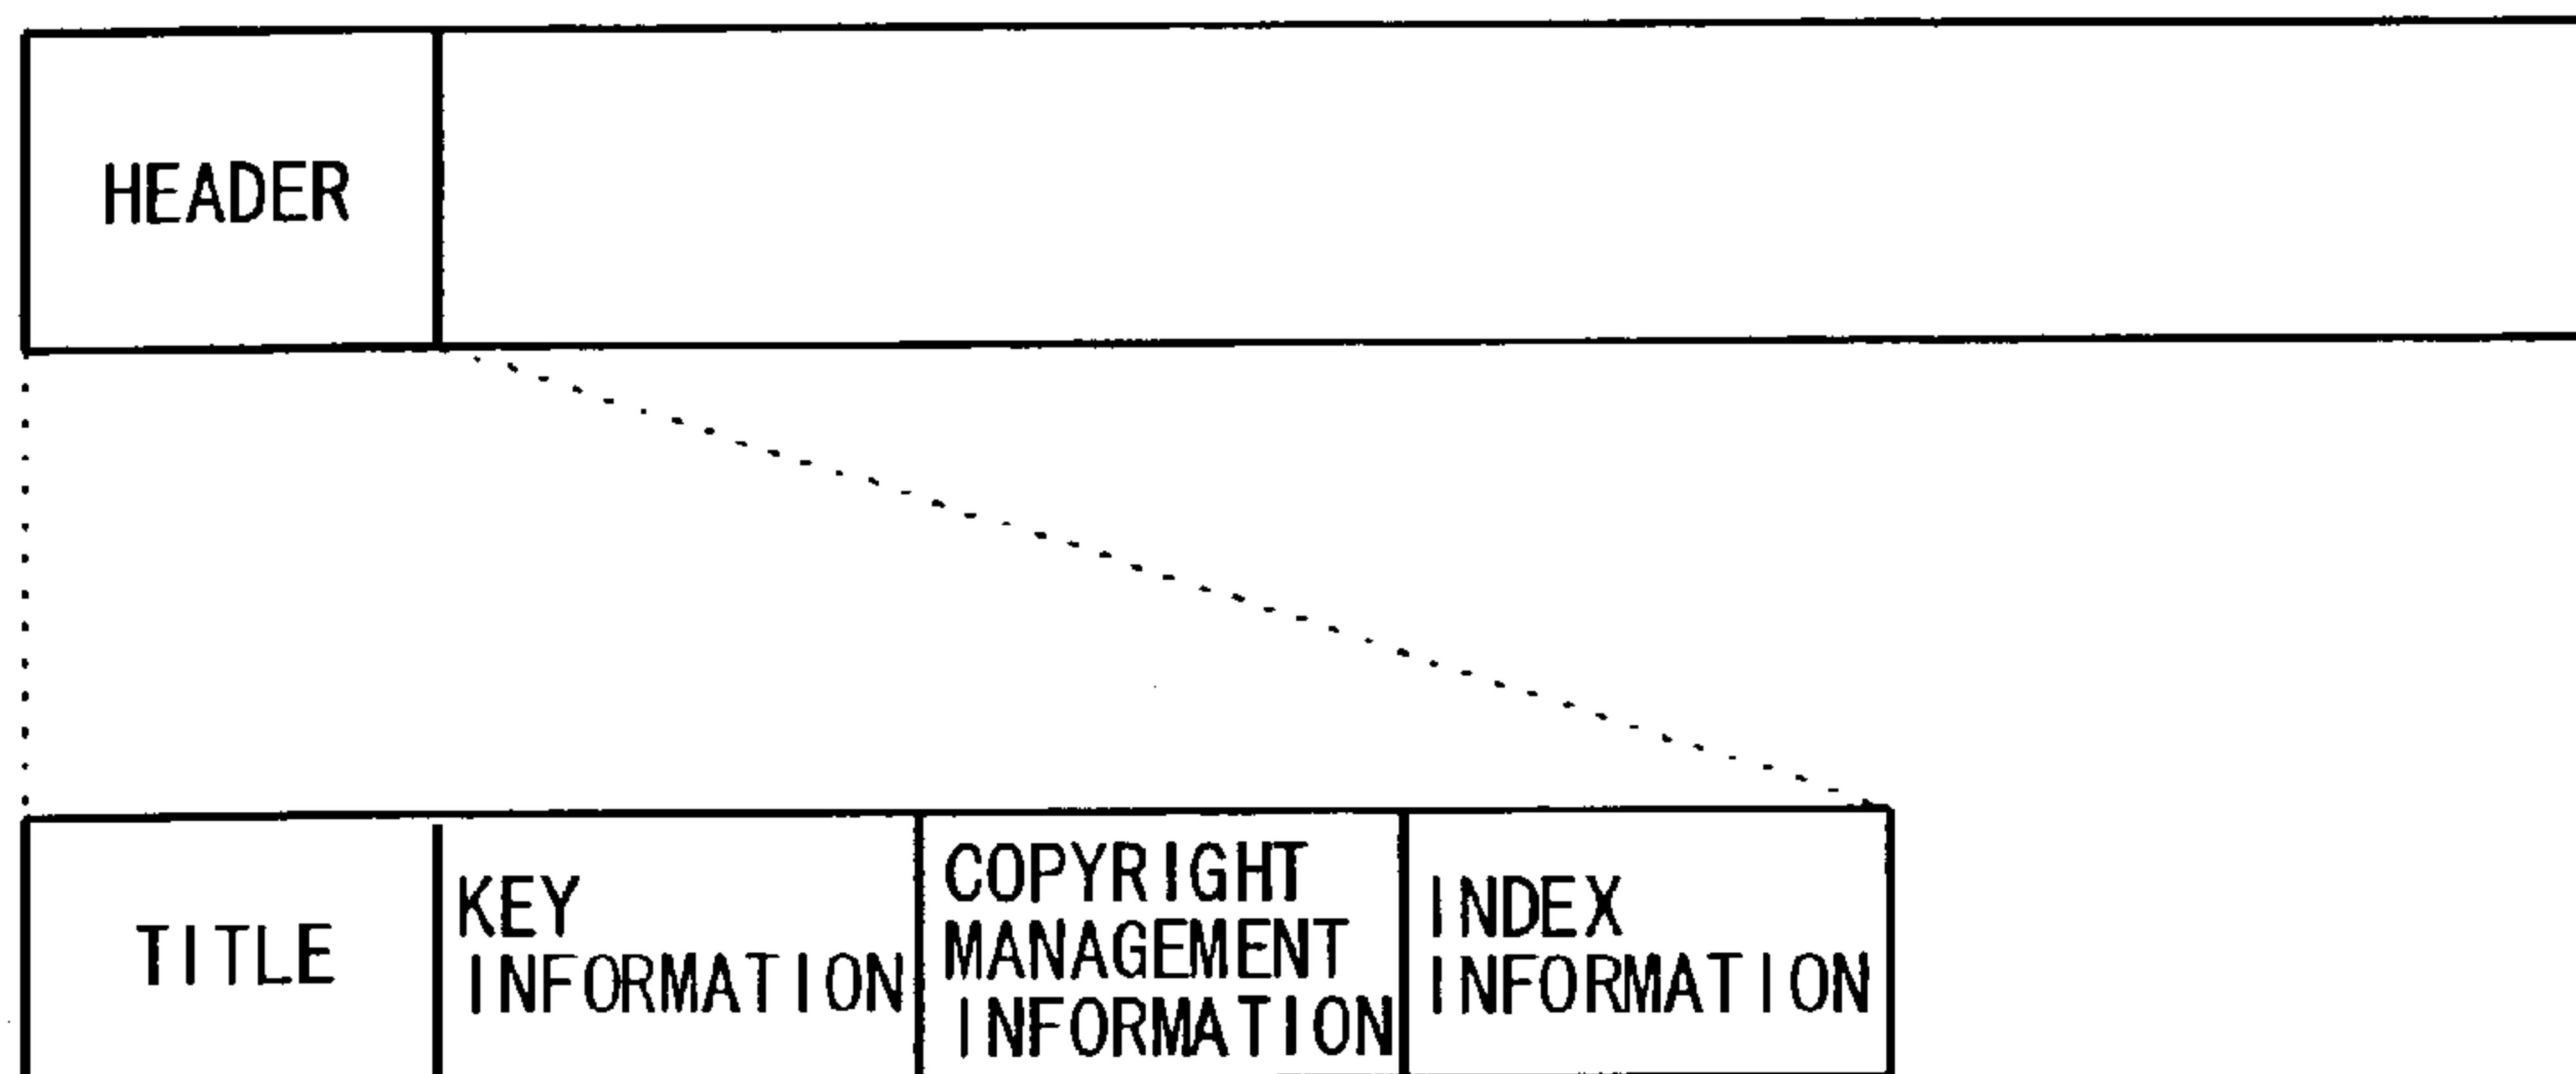 HEADER
TITLE
KEY
INFORMATION
COPYRIGHT
MANAGEMENT
INFORMATION
INDEX
INFORMATION